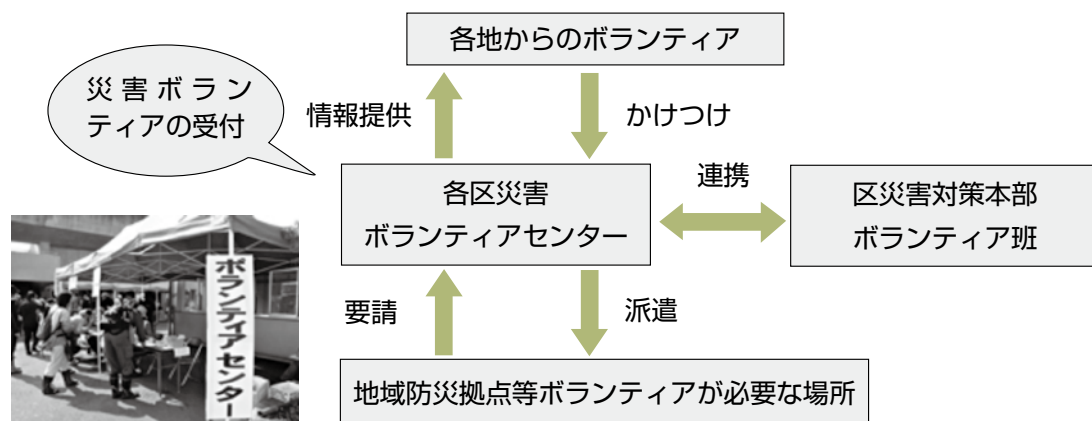 各地からのボランティア
災害ボラン
ティアの受付
情報提供
かけつけ
各区災害
ボランティアセンター
連携
区災害対策本部
ボランティア班
要請
派遣
地域防災拠点等ボランティアが必要な場所
ボランティアセンター